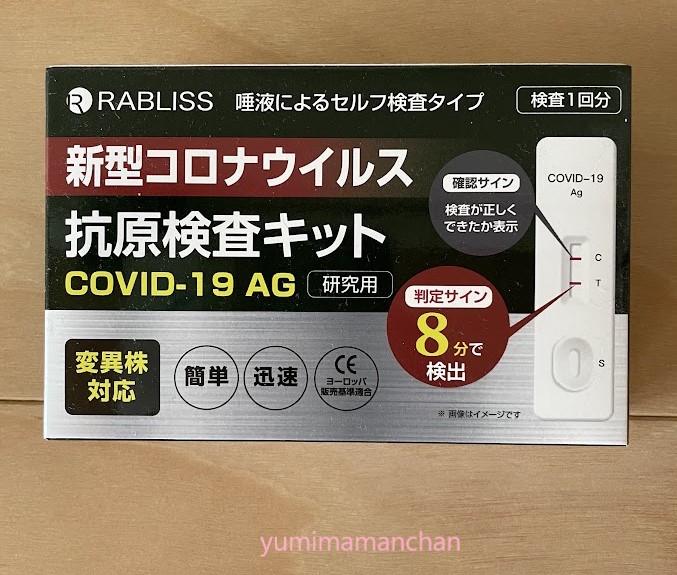 RABLISS 唾液によるセルフ検査タイプ 検査1回分
新型コロナウイルス
抗原検査キット
COVID-19 AG 研究用
確認サイン
検査が正しく
できたか表示
COVID-19
Ag
C
T
S
判定サイン
8分で
検出
変異株
対応
簡単
迅速
CE
ヨーロッパ
販売基準適合
※ 画像はイメージです
yumimamanchan